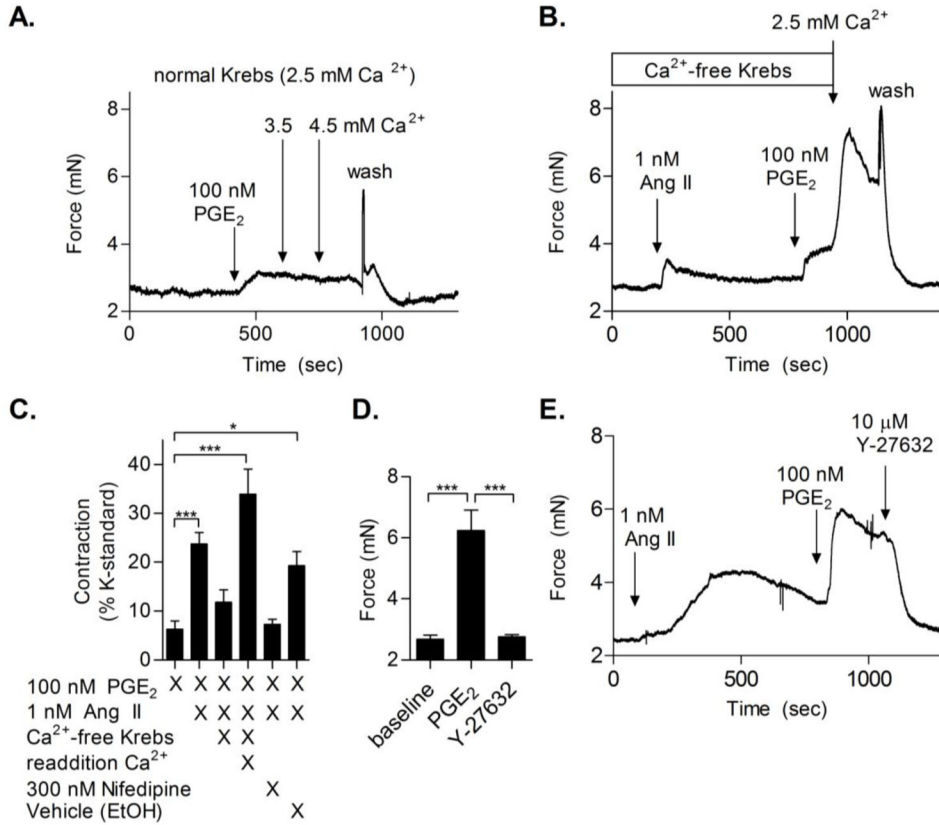 A.
normal Krebs (2.5 mM Ca 2+)
3.5 4.5 mM Ca2+
wash
100 nM
PGE2
Force (mN)
8
6
4
2
0 500 1000
Time (sec)
B.
2.5 mM Ca2+
Ca2+-free Krebs
wash
1 nM
Ang II
100 nM
PGE2
Force (mN)
8
6
4
2
0 500 1000
Time (sec)
C.
*
***
***
Contraction
(% K-standard)
40
30
20
10
0
100 nM PGE2 X X X X X X
1 nM Ang II X X X X X
Ca2+-free Krebs X X
readdition Ca2+ X
300 nM Nifedipine X
Vehicle (EtOH) X
D.
*** ***
Force (mN)
8
6
4
2
baseline
PGE2
Y-27632
E.
10 μM
Y-27632
100 nM
PGE2
1 nM
Ang II
Force (mN)
8
6
4
2
0 500 1000
Time (sec)